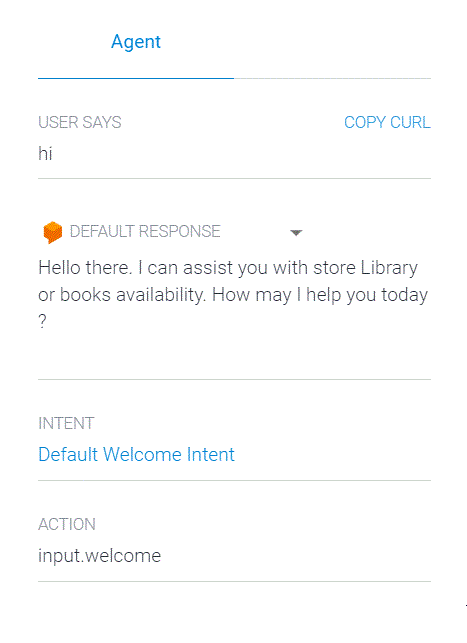 Agent
USER SAYS COPY CURL
hi
DEFAULT RESPONSE
Hello there. I can assist you with store Library
or books availability. How may I help you today
?
INTENT
Default Welcome Intent
ACTION
input.welcome